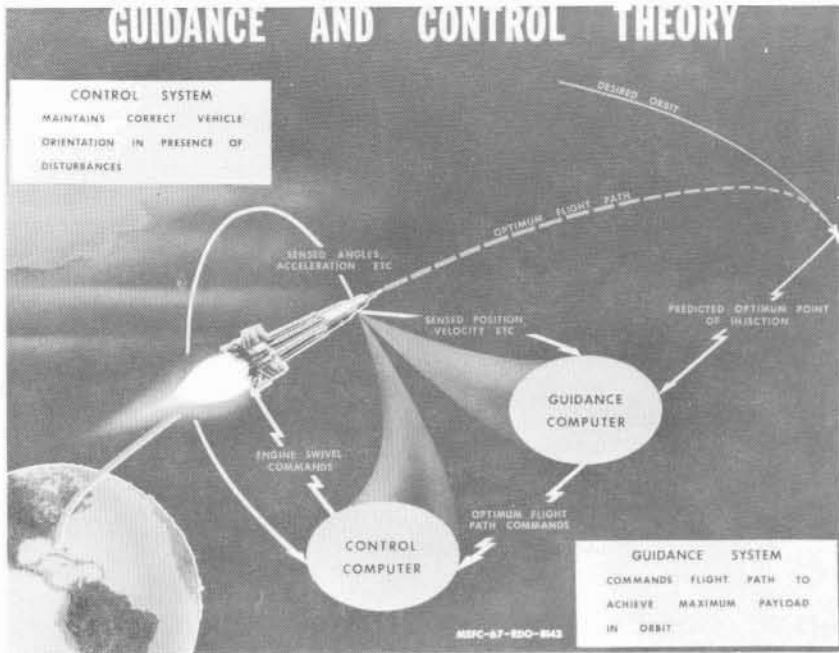 GUIDANCE AND CONTROL THEORY
CONTROL SYSTEM
MAINTAINS CORRECT VEHICLE
ORIENTATION IN PRESENCE OF
DISTURBANCES
DESIRED ORBIT
OPTIMUM FLIGHT PATH
SENSED ANGLES,
ACCELERATION ETC
SENSED POSITION
VELOCITY ETC
PREDICTED OPTIMUM POINT
OF INJECTION
GUIDANCE
COMPUTER
ENGINE SWIVEL
COMMANDS
OPTIMUM FLIGHT
PATH COMMANDS
CONTROL
COMPUTER
GUIDANCE SYSTEM
COMMANDS FLIGHT PATH TO
ACHIEVE MAXIMUM PAYLOAD
IN ORBIT
MSFC-67-RDO-8143